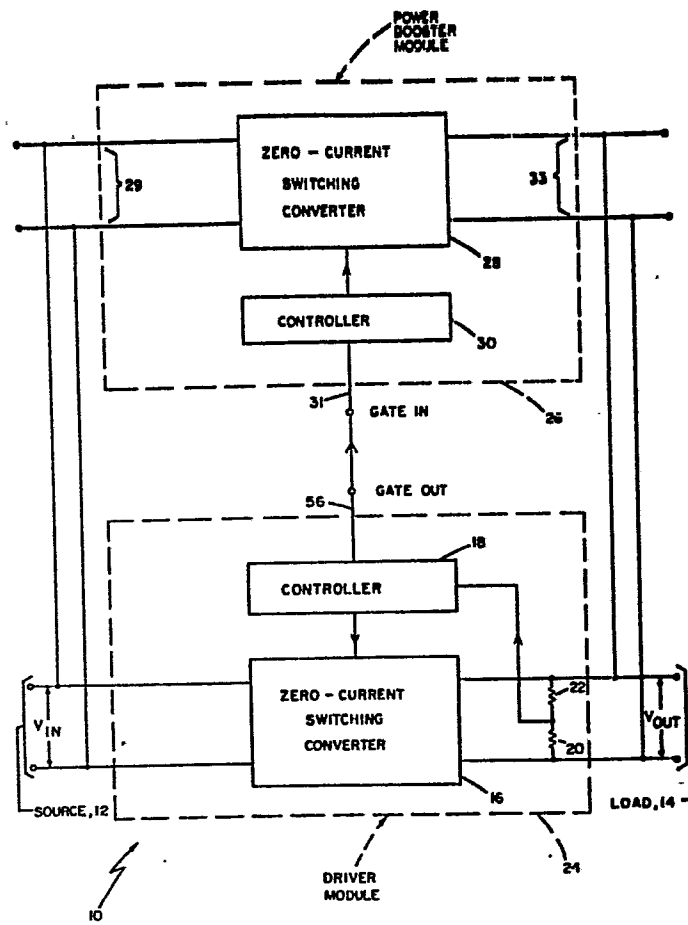 POWER
BOOSTER
MODULE
ZERO - CURRENT
SWITCHING
CONVERTER
29
33
28
CONTROLLER
30
31
GATE IN
26
GATE OUT
56
18
CONTROLLER
22
ZERO - CURRENT
SWITCHING
CONVERTER
VIN
VOUT
20
16
SOURCE,12
LOAD,14
DRIVER
MODULE
24
10